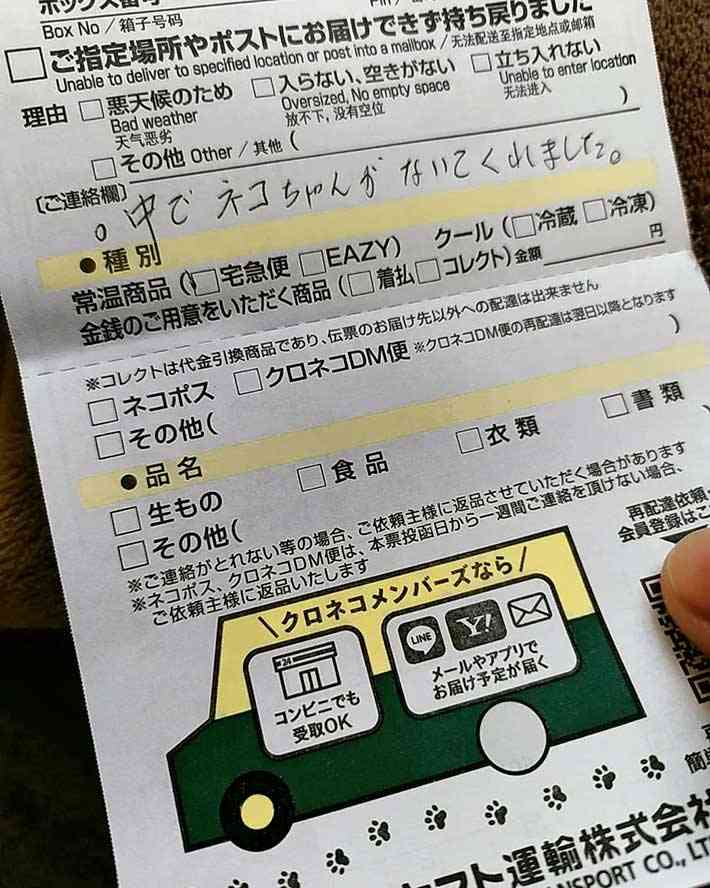 Box No / 箱子号码
ご指定場所やポストにお届けできず持ち戻りました
Unable to deliver to specified location or post into a mailbox / 无法配送至指定地点或邮箱
理由
悪天候のため
Bad weather
天气恶劣
入らない、空きがない
Oversized, No empty space
放不下，没有空位
立ち入れない
Unable to enter location
无法进入
その他 Other / 其他 ( )
〔ご連絡欄〕
。中でネコちゃんがないてくれました。
●種別
常温商品 ( 宅急便 EAZY) クール ( 冷蔵 冷凍)
金銭のご用意をいただく商品 ( 着払 コレクト) 金額 円
※コレクトは代金引換商品であり、伝票のお届け先以外への配達は出来ません
ネコポス クロネコDM便 ※クロネコDM便の再配達は翌日以降となります
その他( )
●品名
生もの 食品 衣類 書類
その他( )
※ご連絡がとれない等の場合、ご依頼主様に返品させていただく場合があります
※ネコポス、クロネコDM便は、本票投函日から一週間ご連絡を頂けない場合、
ご依頼主様に返品いたします
再配達依頼
会員登録はこ
\クロネコメンバーズなら/
24
コンビニでも
受取OK
LINE
Y!
メールやアプリで
お届け予定が届く
簡単
ヤマト運輸株式会社
TRANSPORT CO., LTD